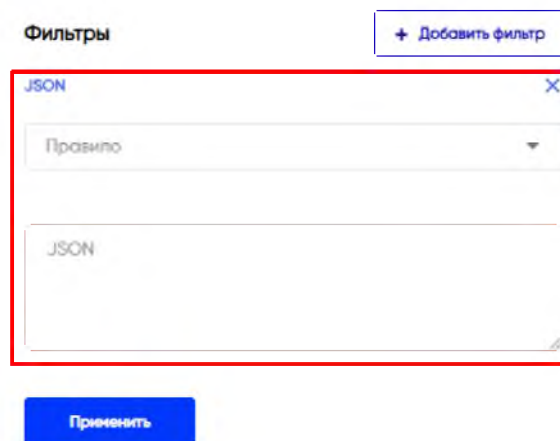 Фильтры
+ Добавить фильтр
JSON
Правило
JSON
Применить